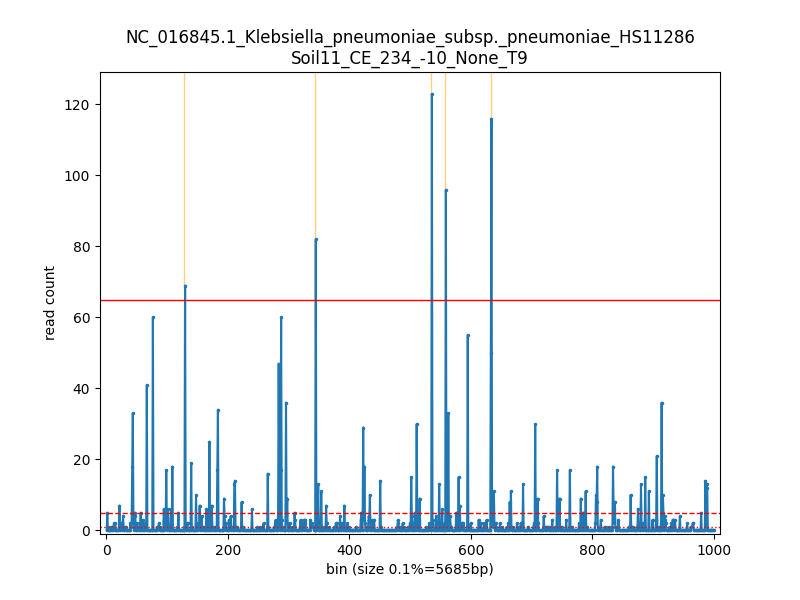 NC_016845.1_Klebsiella_pneumoniae_subsp._pneumoniae_HS11286
Soil11_CE_234_-10_None_T9
120
100
80
60
40
20
0
read count
0 200 400 600 800 1000
bin (size 0.1%=5685bp)